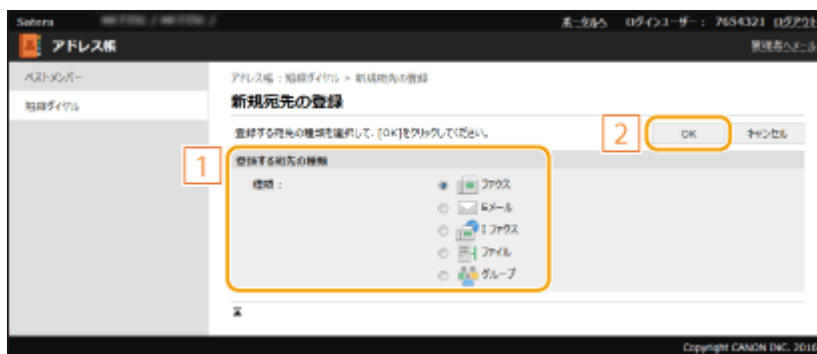 Satera
ポータルへ ログインユーザー： 7654321 ログアウト
アドレス帳
管理者へメール
ベストメンバー
短縮ダイヤル
アドレス帳：短縮ダイヤル > 新規宛先の登録
新規宛先の登録
登録する宛先の種類を選択して、[OK]をクリックしてください。
2
OK
キャンセル
1
登録する宛先の種類
種類：
ファクス
Eメール
Iファクス
ファイル
グループ
Copyright CANON INC. 2016